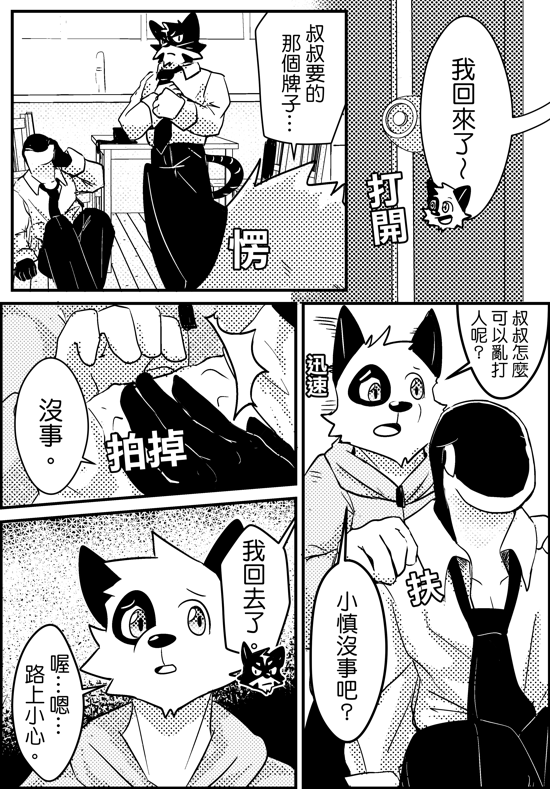 我回來了～
打開
叔叔要的
那個牌子…
愣
叔叔怎麼
可以亂打
人呢？
迅速
扶
小慎沒事吧？
拍掉
沒事。
我回去了
喔…嗯…
路上小心。